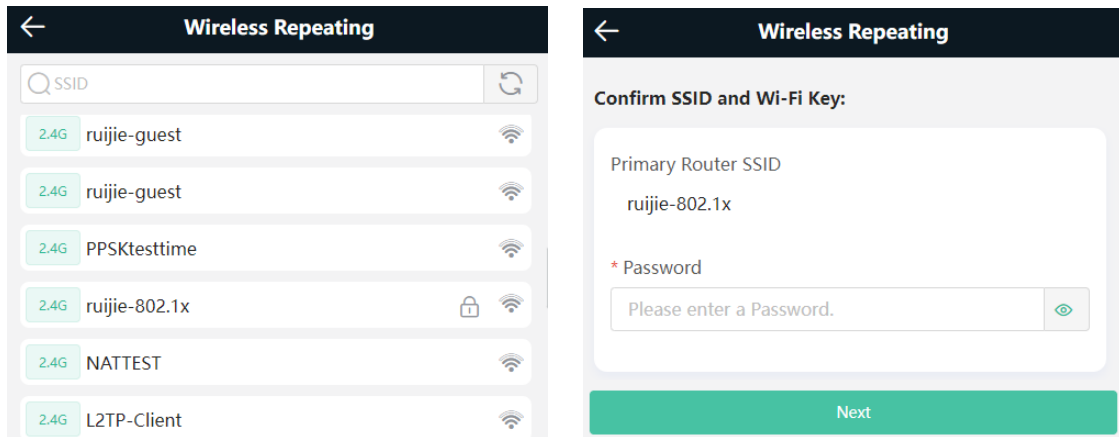 Wireless Repeating
SSID
2.4G ruijie-guest
2.4G ruijie-guest
2.4G PPSKtesttime
2.4G ruijie-802.1x
2.4G NATTEST
2.4G L2TP-Client
Wireless Repeating
Confirm SSID and Wi-Fi Key:
Primary Router SSID
ruijie-802.1x
* Password
Please enter a Password.
Next